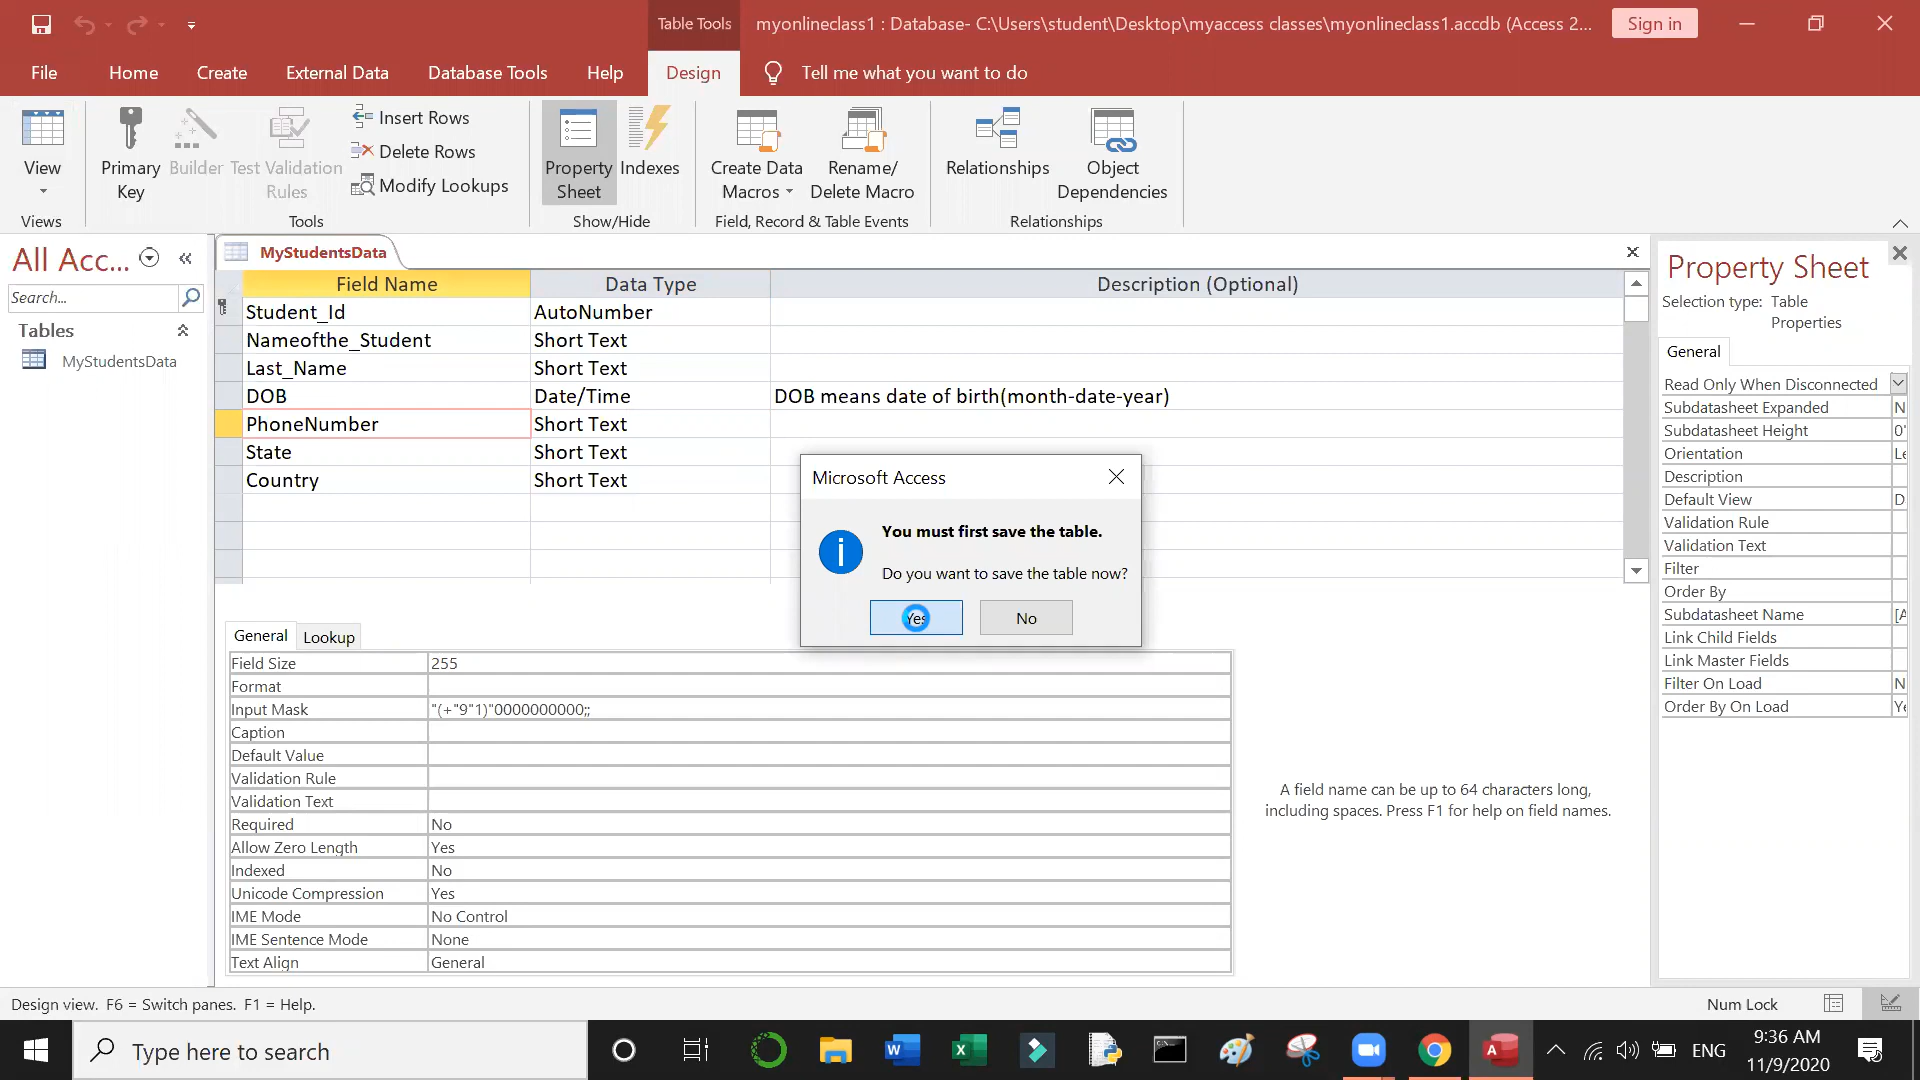 Table Tools
myonlineclass1 : Database- C:\Users\student\Desktop\myaccess classes\myonlineclass1.accdb (Access 2...
Sign in
File
Home
Create
External Data
Database Tools
Help
Design
Tell me what you want to do
View
Primary
Key
Builder
Test Validation
Rules
Insert Rows
Delete Rows
Modify Lookups
Property
Sheet
Indexes
Create Data
Macros
Rename/
Delete Macro
Relationships
Object
Dependencies
Views
Tools
Show/Hide
Field, Record & Table Events
Relationships
All Acc...
Search...
Tables
MyStudentsData
MyStudentsData
Field Name Data Type Description (Optional)
Student_Id AutoNumber
Nameofthe_Student Short Text
Last_Name Short Text
DOB Date/Time DOB means date of birth(month-date-year)
PhoneNumber Short Text
State Short Text
Country Short Text
Microsoft Access
You must first save the table.
Do you want to save the table now?
Yes
No
General Lookup
Field Size 255
Format
Input Mask "(+"9"1)"0000000000;;
Caption
Default Value
Validation Rule
Validation Text
Required No
Allow Zero Length Yes
Indexed No
Unicode Compression Yes
IME Mode No Control
IME Sentence Mode None
Text Align General
A field name can be up to 64 characters long,
including spaces. Press F1 for help on field names.
Property Sheet
Selection type: Table
Properties
General
Read Only When Disconnected
Subdatasheet Expanded N
Subdatasheet Height 0"
Orientation Le
Description
Default View D
Validation Rule
Validation Text
Filter
Order By
Subdatasheet Name [A
Link Child Fields
Link Master Fields
Filter On Load N
Order By On Load Ye
Design view. F6 = Switch panes. F1 = Help.
Num Lock
Type here to search
ENG
9:36 AM
11/9/2020